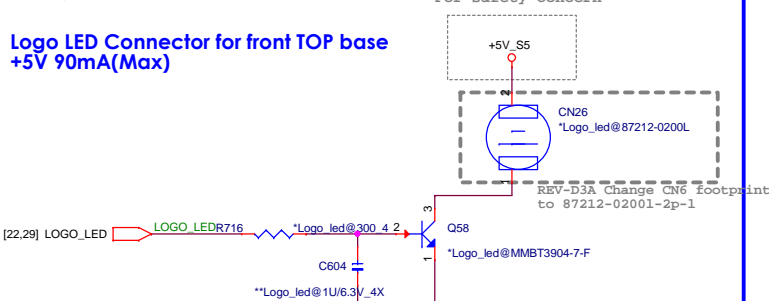 For safety concern
Logo LED Connector for front TOP base
+5V 90mA(Max)
+5V_S5
2
CN26
*Logo_led@87212-0200L
1
REV-D3A Change CN6 footprint
to 87212-0200l-2p-l
[22,29] LOGO_LED
LOGO_LED
R716
*Logo_led@300_4
2
3
Q58
1
*Logo_led@MMBT3904-7-F
C604
**Logo_led@1U/6.3V_4X